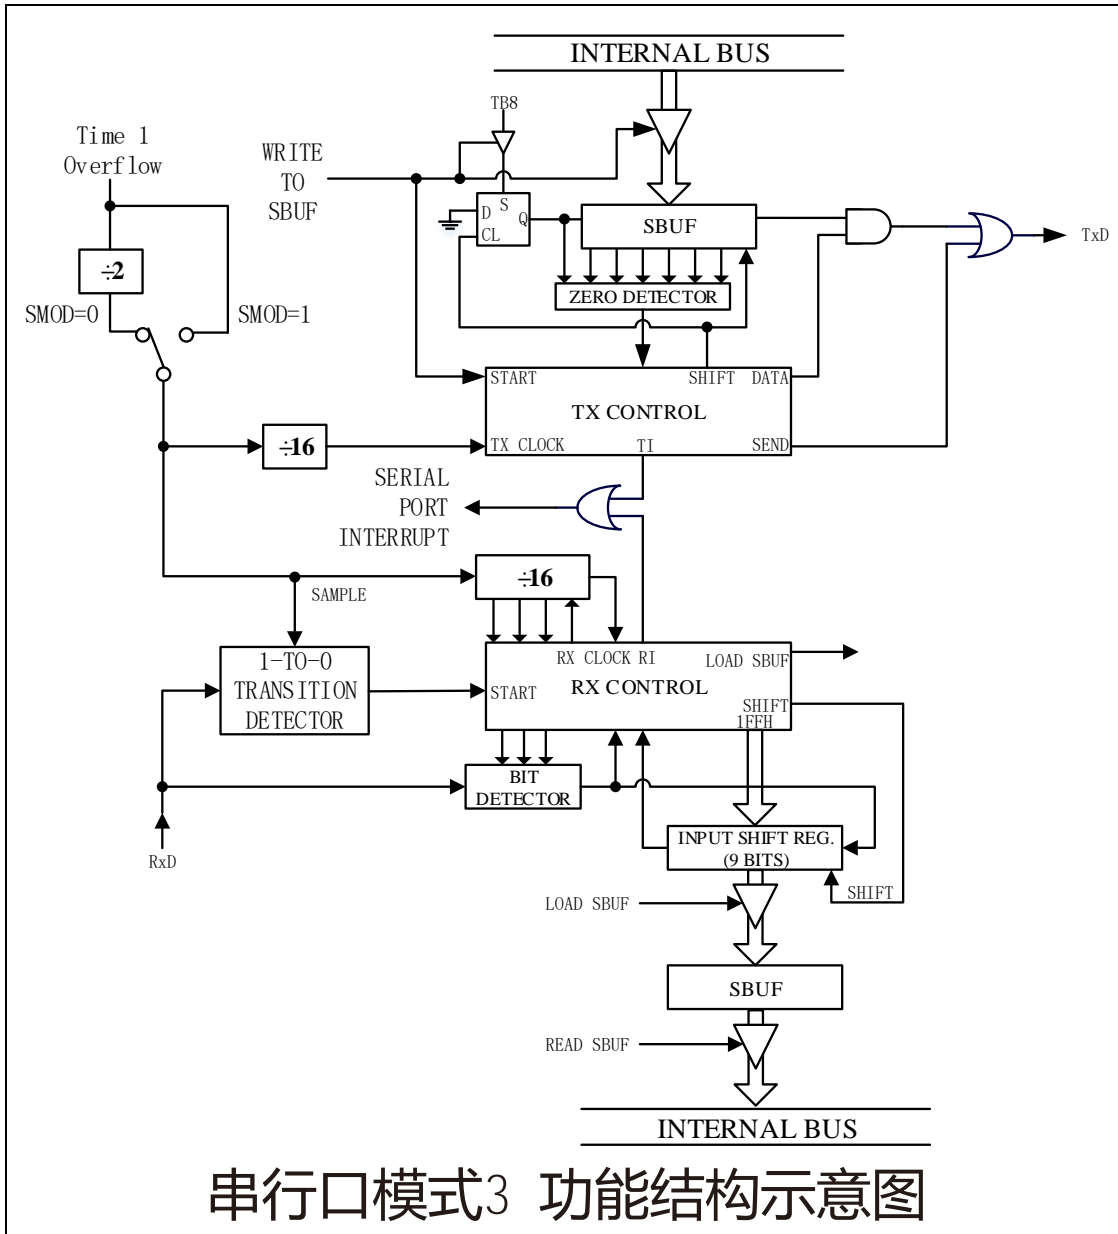 INTERNAL BUS
TB8
Time 1
Overflow
WRITE
TO
SBUF
D
S
Q
CL
SBUF
TxD
÷2
ZERO DETECTOR
SMOD=0
SMOD=1
START
SHIFT
DATA
TX CONTROL
÷16
TX CLOCK
TI
SEND
SERIAL
PORT
INTERRUPT
÷16
SAMPLE
1-TO-0
TRANSITION
DETECTOR
RX CLOCK
RI
LOAD SBUF
START
RX CONTROL
SHIFT
1FFH
BIT
DETECTOR
INPUT SHIFT REG.
(9 BITS)
RxD
SHIFT
LOAD SBUF
SBUF
READ SBUF
INTERNAL BUS
串行口模式3 功能结构示意图